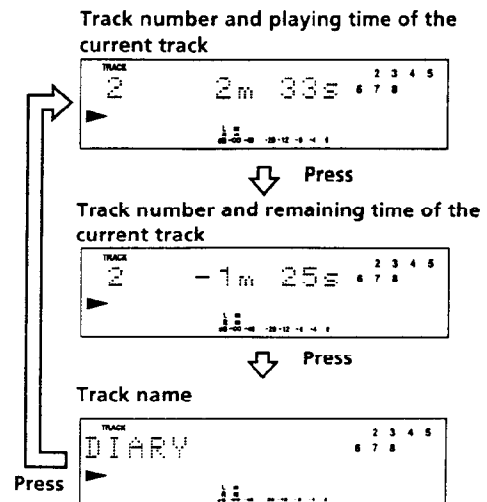 Track number and playing time of the
current track
TRACK
2 2m 33s 2 3 4 5
6 7 8
Press
Track number and remaining time of the
current track
TRACK
2 -1m 25s 2 3 4 5
6 7 8
Press
Track name
TRACK
DIARY 2 3 4 5
6 7 8
Press